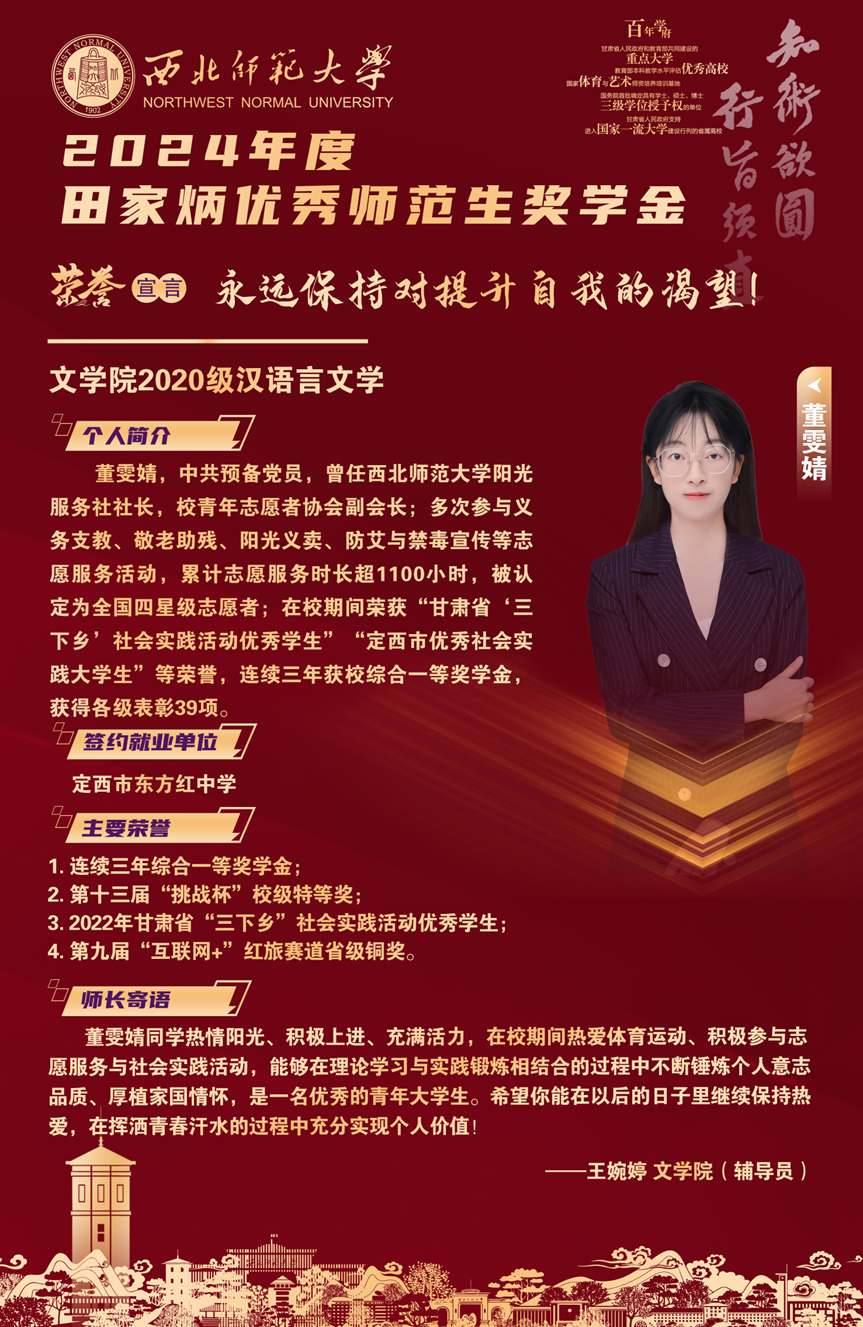 西北师范大学
NORTHWEST NORMAL UNIVERSITY
NORTHWEST NORMAL UNIVERSITY
1902
百年学府
甘肃省人民政府和教育部共同建设的
重点大学
教育部本科教学水平评估优秀高校
国家体育与艺术师资培养培训基地
国务院首批确定具有学士、硕士、博士
三级学位授予权的单位
甘肃省人民政府支持
进入国家一流大学建设行列的省属高校
知術欲圓
行旨须直
2024年度
田家炳优秀师范生奖学金
荣誉宣言 永远保持对提升自我的渴望!
文学院2020级汉语言文学
董雯婧
个人简介
董雯婧,中共预备党员,曾任西北师范大学阳光
服务社社长,校青年志愿者协会副会长;多次参与义
务支教、敬老助残、阳光义卖、防艾与禁毒宣传等志
愿服务活动,累计志愿服务时长超1100小时,被认
定为全国四星级志愿者;在校期间荣获“甘肃省‘三
下乡’社会实践活动优秀学生”“定西市优秀社会实
践大学生”等荣誉,连续三年获校综合一等奖学金,
获得各级表彰39项。
签约就业单位
定西市东方红中学
主要荣誉
1. 连续三年综合一等奖学金;
2. 第十三届“挑战杯”校级特等奖;
3. 2022年甘肃省“三下乡”社会实践活动优秀学生;
4. 第九届“互联网+”红旅赛道省级铜奖。
师长寄语
董雯婧同学热情阳光、积极上进、充满活力,在校期间热爱体育运动、积极参与志
愿服务与社会实践活动,能够在理论学习与实践锻炼相结合的过程中不断锤炼个人意志
品质、厚植家国情怀,是一名优秀的青年大学生。希望你能在以后的日子里继续保持热
爱,在挥洒青春汗水的过程中充分实现个人价值!
——王婉婷 文学院(辅导员)